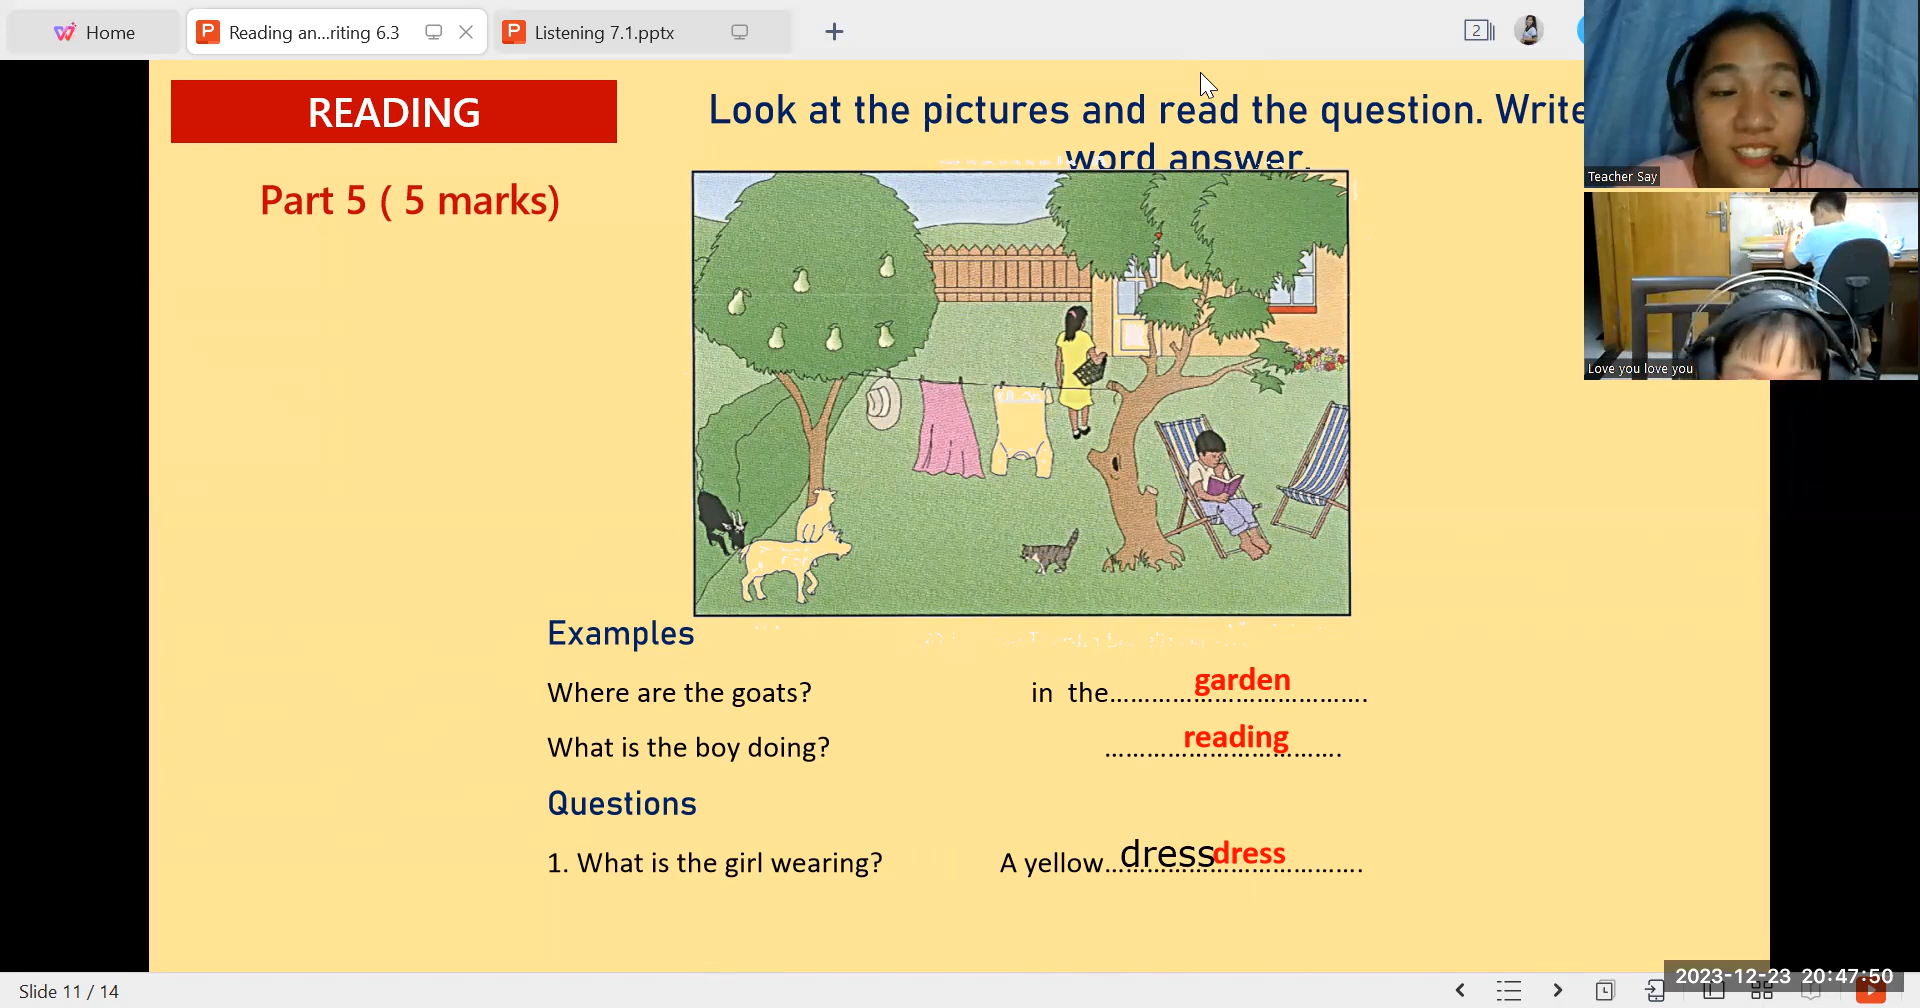 Home
Reading an...riting 6.3
Listening 7.1.pptx
2
READING
Look at the pictures and read the question. Write
word answer.
Part 5 ( 5 marks)
Teacher Say
Love you love you
Examples
Where are the goats? in the……………………………. garden
What is the boy doing? ……………………………. reading
Questions
1. What is the girl wearing? A yellow……………………………. dress dress
Slide 11 / 14
2023-12-23 20:47:50